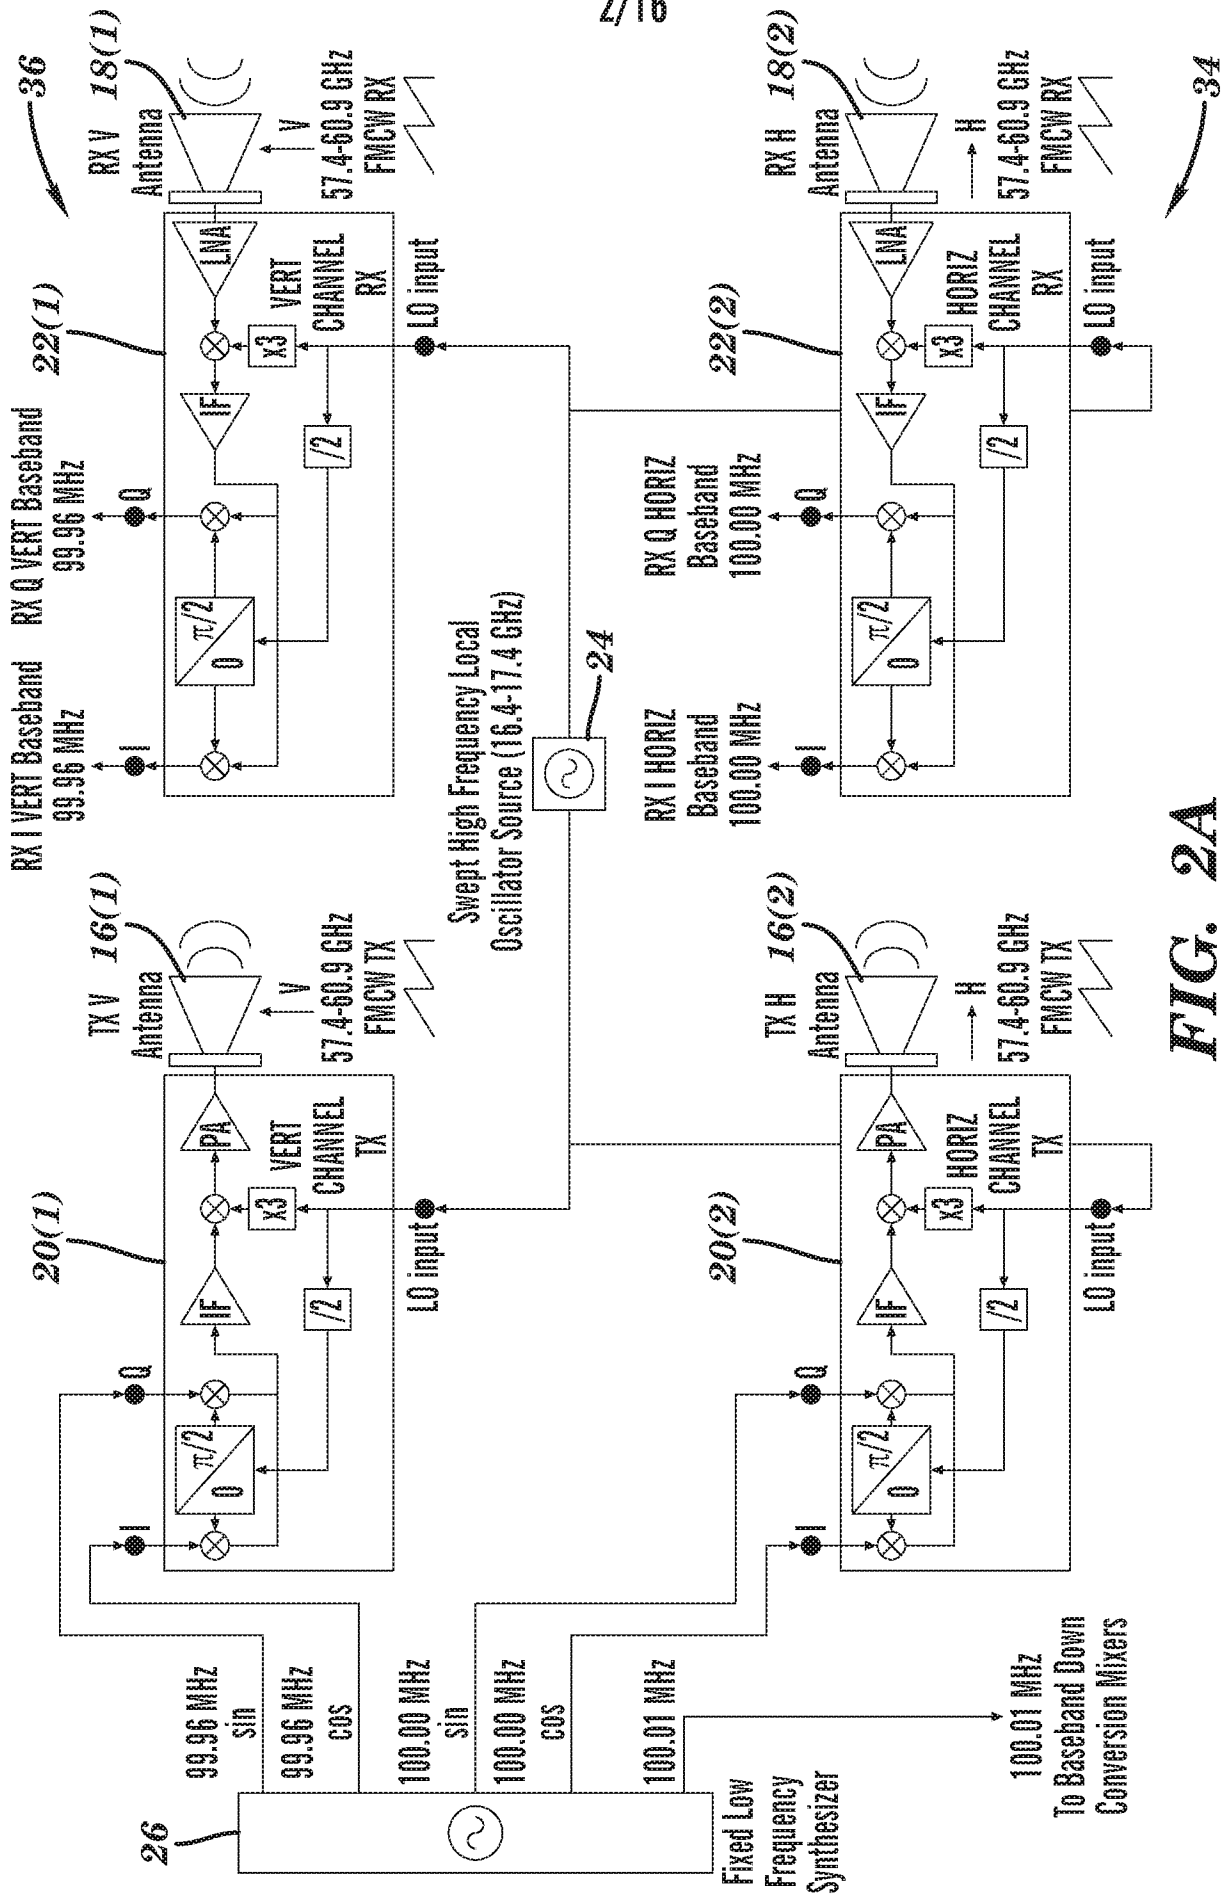 2/16
36
RX I VERT Baseband
99.96 MHz
RX Q VERT Baseband
99.96 MHz
22(1)
RX V
Antenna
18(1)
I
Q
π/2
0
IF
LNA
x3
/2
VERT
CHANNEL
RX
LO input
V
57.4-60.9 GHz
FMCW RX
20(1)
TX V
Antenna
16(1)
I
Q
π/2
0
IF
PA
x3
/2
VERT
CHANNEL
TX
LO input
V
57.4-60.9 GHz
FMCW TX
Swept High Frequency Local
Oscillator Source (16.4-17.4 GHz)
24
26
99.96 MHz
sin
99.96 MHz
cos
100.00 MHz
sin
100.00 MHz
cos
100.01 MHz
Fixed Low
Frequency
Synthesizer
100.01 MHz
To Baseband Down
Conversion Mixers
20(2)
TX H
Antenna
16(2)
I
Q
π/2
0
IF
PA
x3
/2
HORIZ
CHANNEL
TX
LO input
H
57.4-60.9 GHz
FMCW TX
RX I HORIZ
Baseband
100.00 MHz
RX Q HORIZ
Baseband
100.00 MHz
22(2)
RX H
Antenna
18(2)
I
Q
π/2
0
IF
LNA
x3
/2
HORIZ
CHANNEL
RX
LO input
H
57.4-60.9 GHz
FMCW RX
34
FIG. 2A